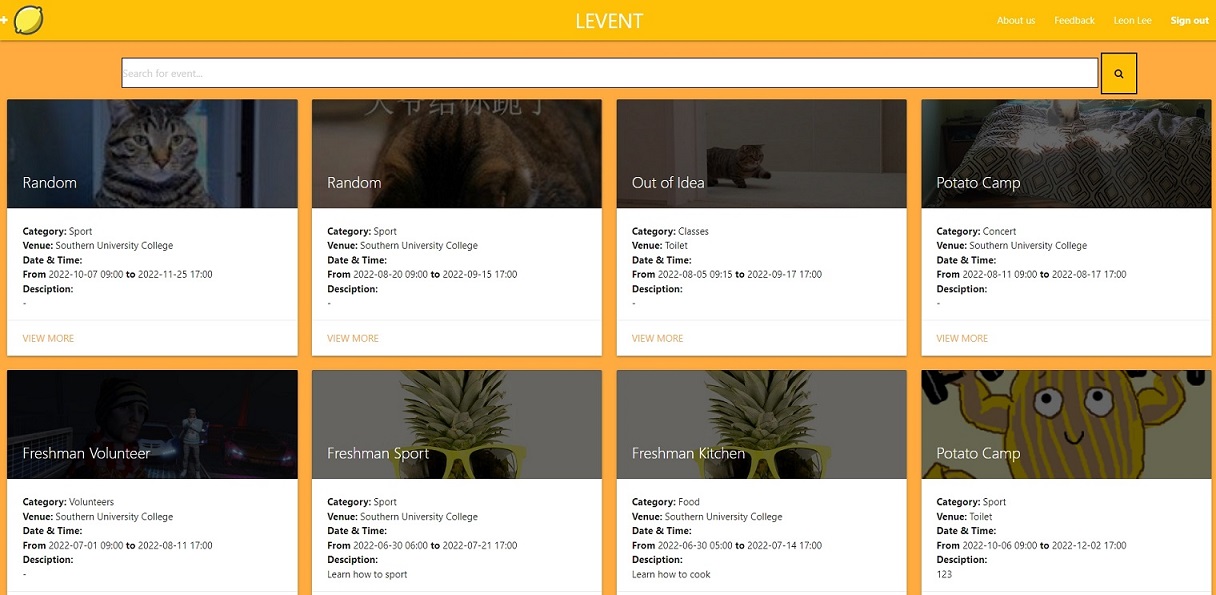 +
LEVENT
About us
Feedback
Leon Lee
Sign out
Search for event...
Random
Category: Sport
Venue: Southern University College
Date & Time:
From 2022-10-07 09:00 to 2022-11-25 17:00
Desciption:
-
VIEW MORE
给你跪了
Random
Category: Sport
Venue: Southern University College
Date & Time:
From 2022-08-20 09:00 to 2022-09-15 17:00
Desciption:
-
VIEW MORE
Out of Idea
Category: Classes
Venue: Toilet
Date & Time:
From 2022-08-05 09:15 to 2022-09-17 17:00
Desciption:
-
VIEW MORE
Potato Camp
Category: Concert
Venue: Southern University College
Date & Time:
From 2022-08-11 09:00 to 2022-08-17 17:00
Desciption:
-
VIEW MORE
Freshman Volunteer
Category: Volunteers
Venue: Southern University College
Date & Time:
From 2022-07-01 09:00 to 2022-08-11 17:00
Desciption:
-
Freshman Sport
Category: Sport
Venue: Southern University College
Date & Time:
From 2022-06-30 06:00 to 2022-07-21 17:00
Desciption:
Learn how to sport
Freshman Kitchen
Category: Food
Venue: Southern University College
Date & Time:
From 2022-06-30 05:00 to 2022-07-14 17:00
Desciption:
Learn how to cook
Potato Camp
Category: Sport
Venue: Toilet
Date & Time:
From 2022-10-06 09:00 to 2022-12-02 17:00
Desciption:
123